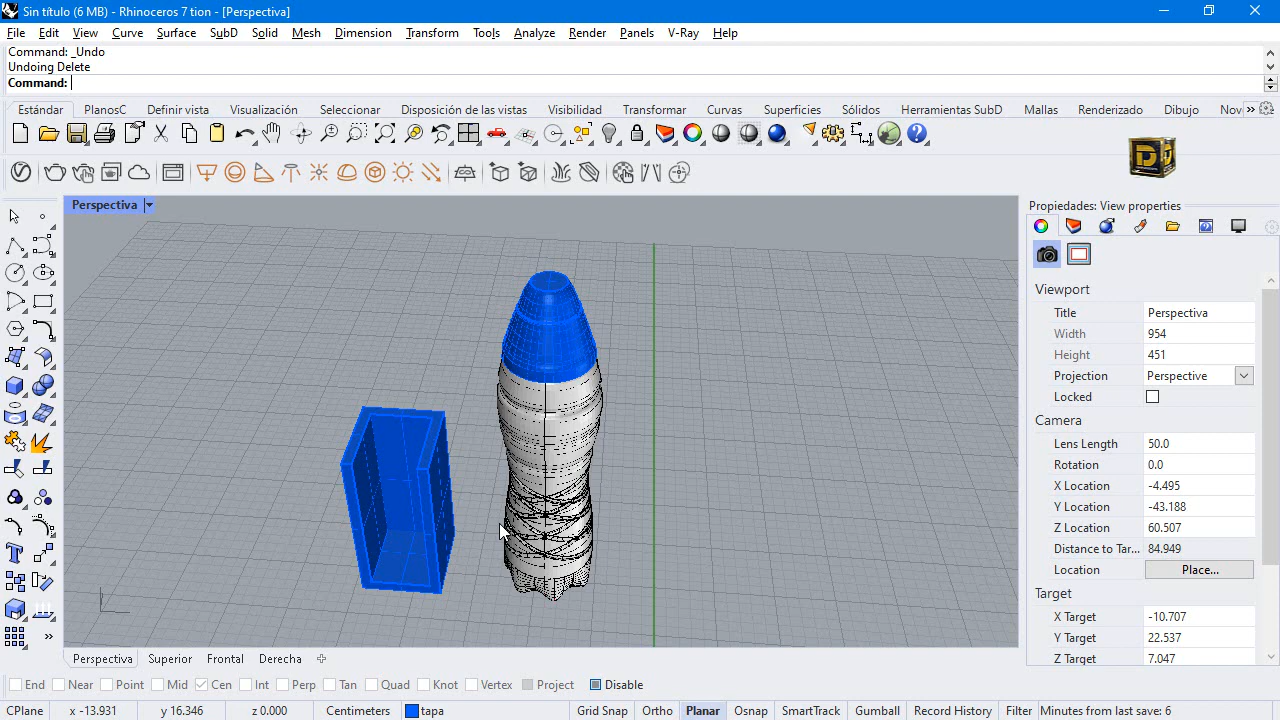 Sin título (6 MB) - Rhinoceros 7 tion - [Perspectiva]
File Edit View Curve Surface SubD Solid Mesh Dimension Transform Tools Analyze Render Panels V-Ray Help
Command: _Undo
Undoing Delete
Command:
Estándar PlanosC Definir vista Visualización Seleccionar Disposición de las vistas Visibilidad Transformar Curvas Superficies Sólidos Herramientas SubD Mallas Renderizado Dibujo Nov
Perspectiva
Propiedades: View properties
Viewport
Title Perspectiva
Width 954
Height 451
Projection Perspective
Locked
Camera
Lens Length 50.0
Rotation 0.0
X Location -4.495
Y Location -43.188
Z Location 60.507
Distance to Tar... 84.949
Location Place...
Target
X Target -10.707
Y Target 22.537
Z Target 7.047
Perspectiva Superior Frontal Derecha
End Near Point Mid Cen Int Perp Tan Quad Knot Vertex Project Disable
CPlane x -13.931 y 16.346 z 0.000 Centimeters tapa Grid Snap Ortho Planar Osnap SmartTrack Gumball Record History Filter Minutes from last save: 6